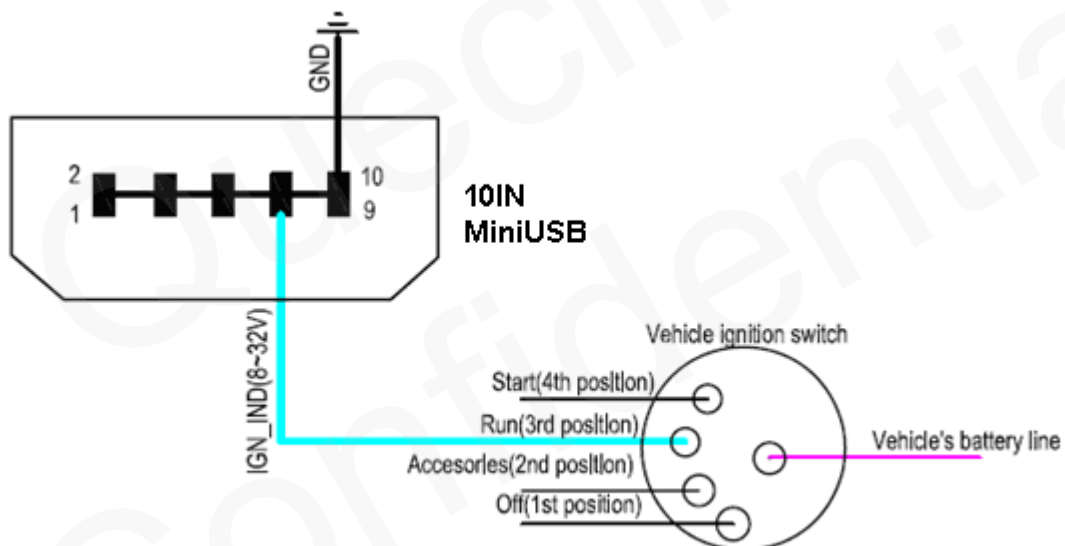 GND
2
10
1
9
10IN
MiniUSB
IGN_IND(8~32V)
Vehicle ignition switch
Start(4th position)
Run(3rd position)
Vehicle's battery line
Accesories(2nd position)
Off(1st position)
Confidential